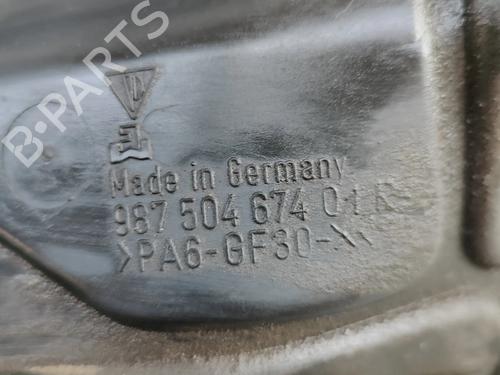 B-PARTS
Made in Germany
987 504 674 01 R
>PA6-GF30-<